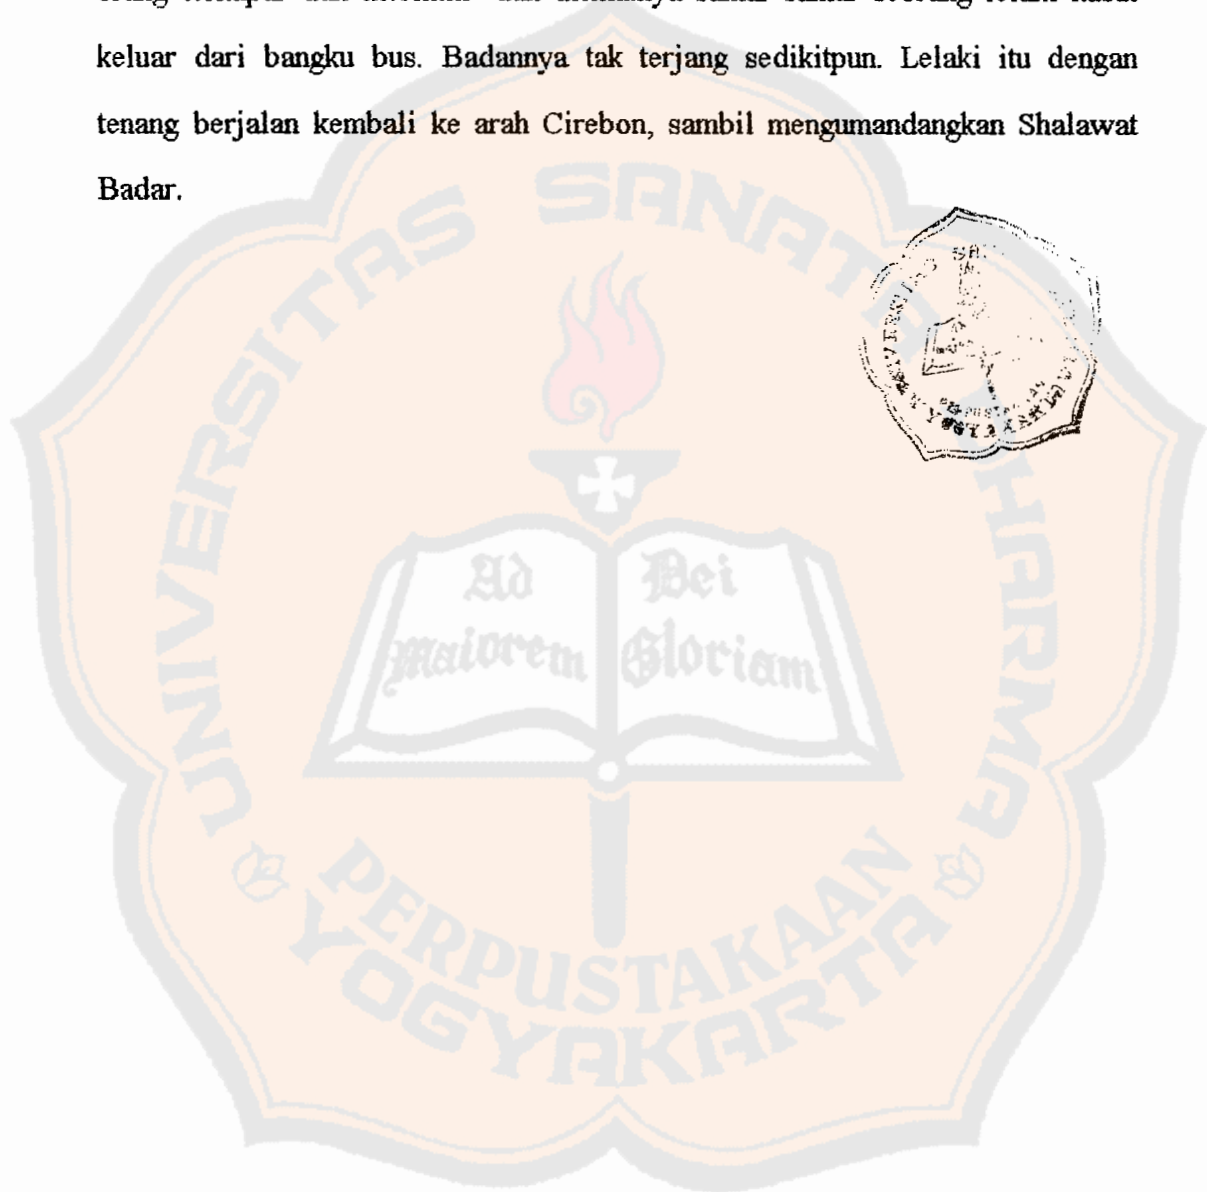 keluar dari bangku bus. Badannya tak terjang sedikitpun. Lelaki itu dengan
tenang berjalan kembali ke arah Cirebon, sambil mengumandangkan Shalawat
Badar.
UNIVERSITAS SANATA DHARMA
Ad Dei
Maiorem Gloriam
PERPUSTAKAAN
YOGYAKARTA